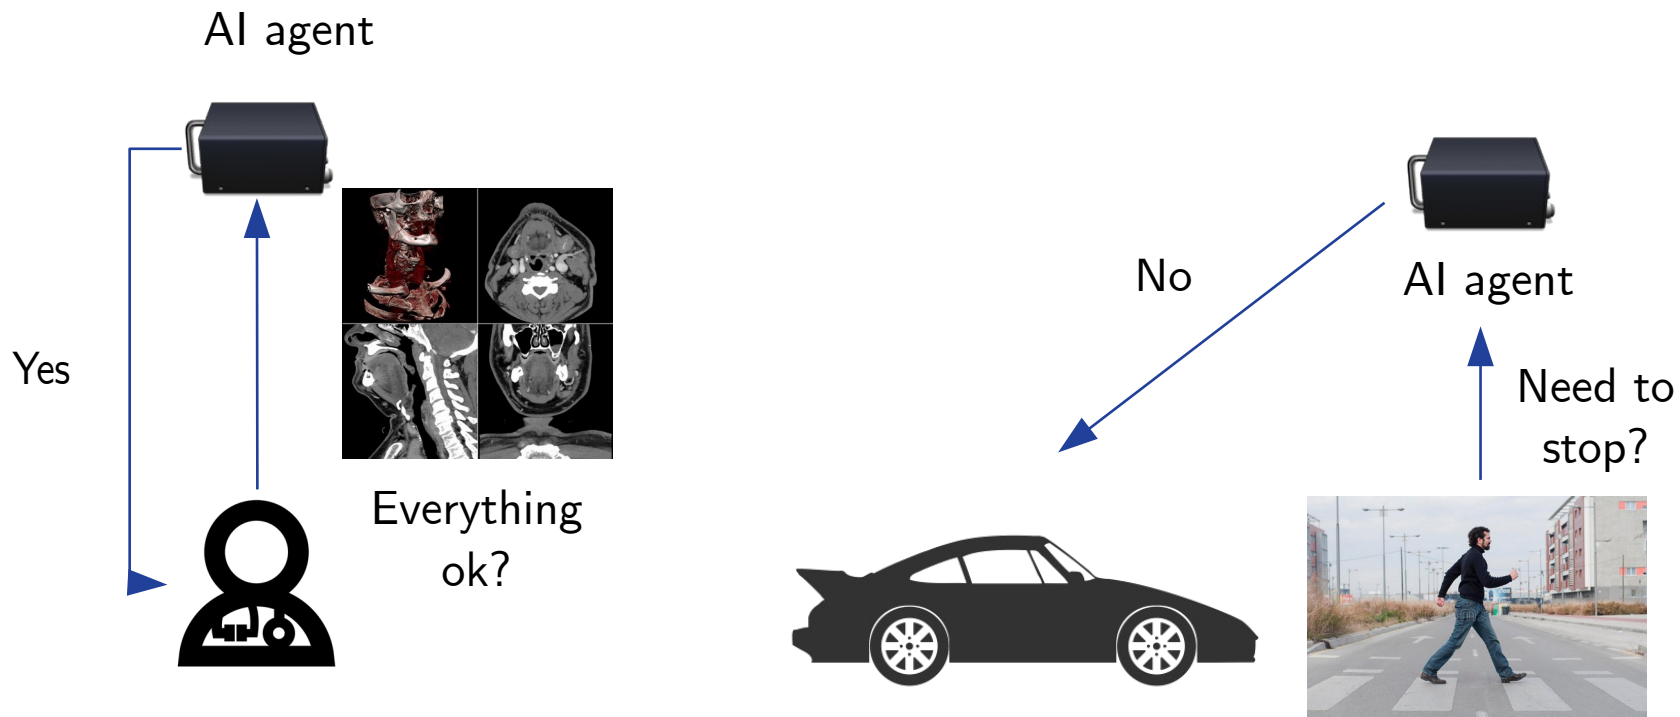 AI agent
Yes
Everything
ok?
No
AI agent
Need to
stop?